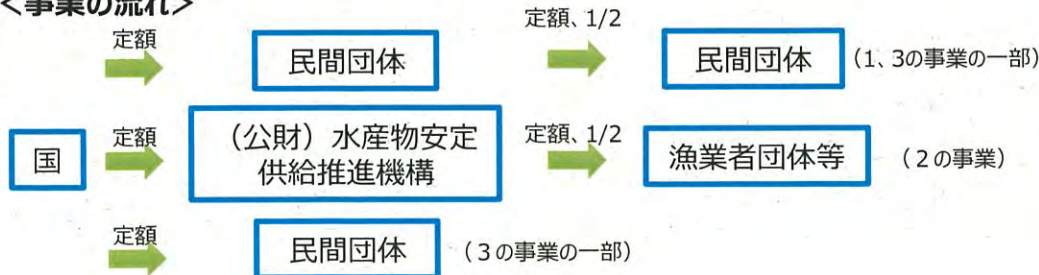 <事業の流れ>
定額
民間団体
定額、1/2
民間団体
(1、3の事業の一部)
国
定額
(公財)水産物安定
供給推進機構
定額、1/2
漁業者団体等
(2の事業)
定額
民間団体
(3の事業の一部)